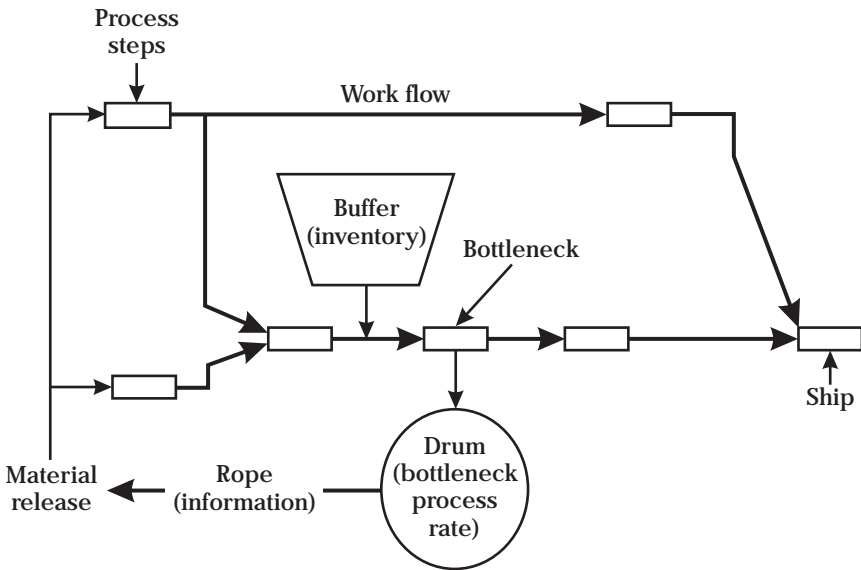 Process
steps
Work flow
Buffer
(inventory)
Bottleneck
Ship
Drum
(bottleneck
process
rate)
Rope
(information)
Material
release